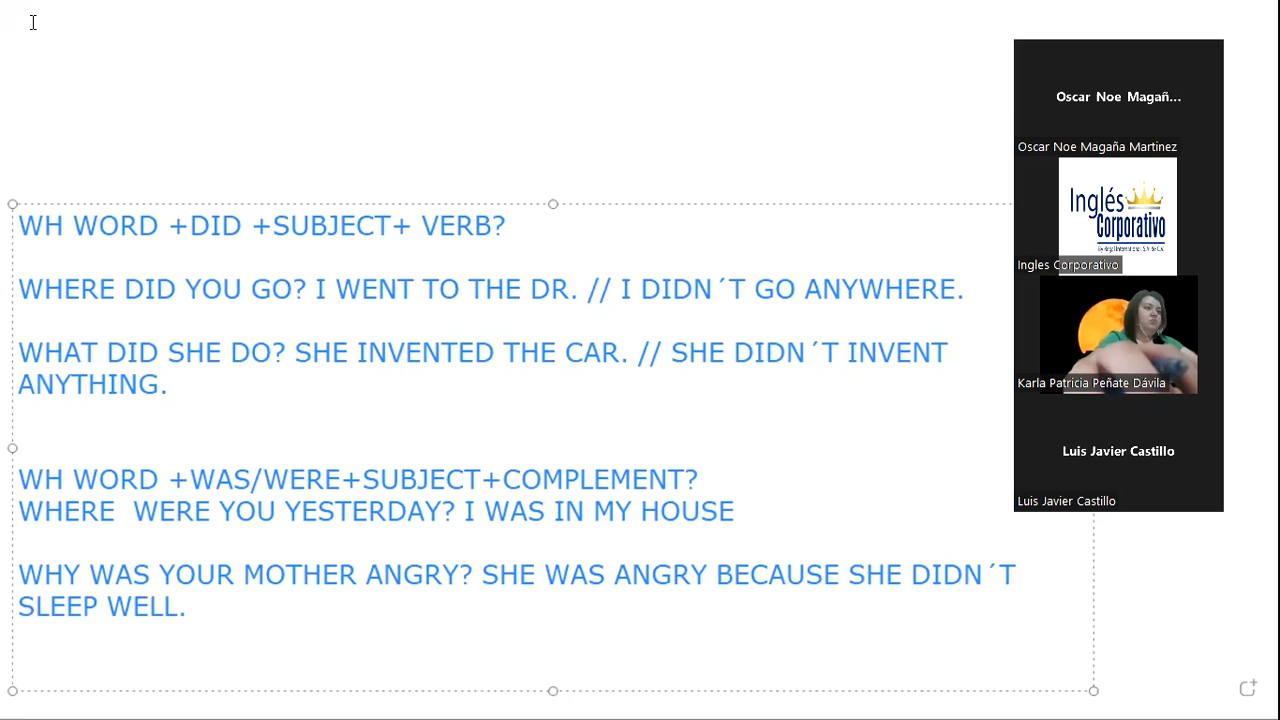 WH WORD +DID +SUBJECT+ VERB?
WHERE DID YOU GO? I WENT TO THE DR. // I DIDN´T GO ANYWHERE.
WHAT DID SHE DO? SHE INVENTED THE CAR. // SHE DIDN´T INVENT
ANYTHING.
WH WORD +WAS/WERE+SUBJECT+COMPLEMENT?
WHERE  WERE YOU YESTERDAY? I WAS IN MY HOUSE
WHY WAS YOUR MOTHER ANGRY? SHE WAS ANGRY BECAUSE SHE DIDN´T
SLEEP WELL.
Oscar Noe Magañ...
Oscar Noe Magaña Martinez
Inglés
Corporativo
Ingles Corporativo
Karla Patricia Peñate Dávila
Luis Javier Castillo
Luis Javier Castillo